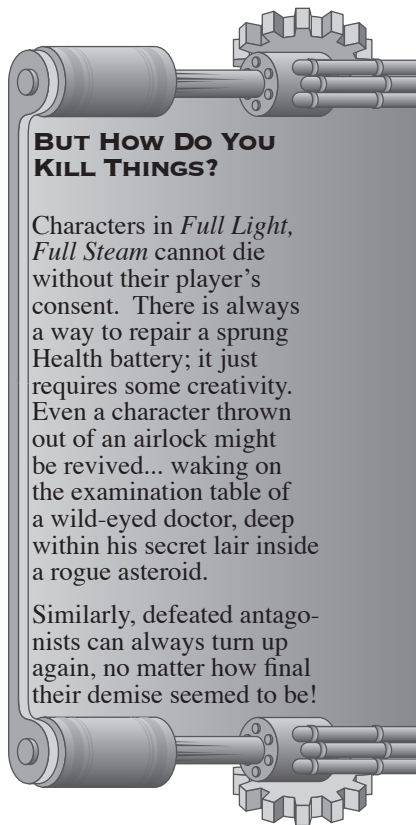 But How Do You
Kill Things?
Characters in Full Light,
Full Steam cannot die
without their player's
consent.  There is always
a way to repair a sprung
Health battery; it just
requires some creativity.
Even a character thrown
out of an airlock might
be revived... waking on
the examination table of
a wild-eyed doctor, deep
within his secret lair inside
a rogue asteroid.
Similarly, defeated antago-
nists can always turn up
again, no matter how final
their demise seemed to be!